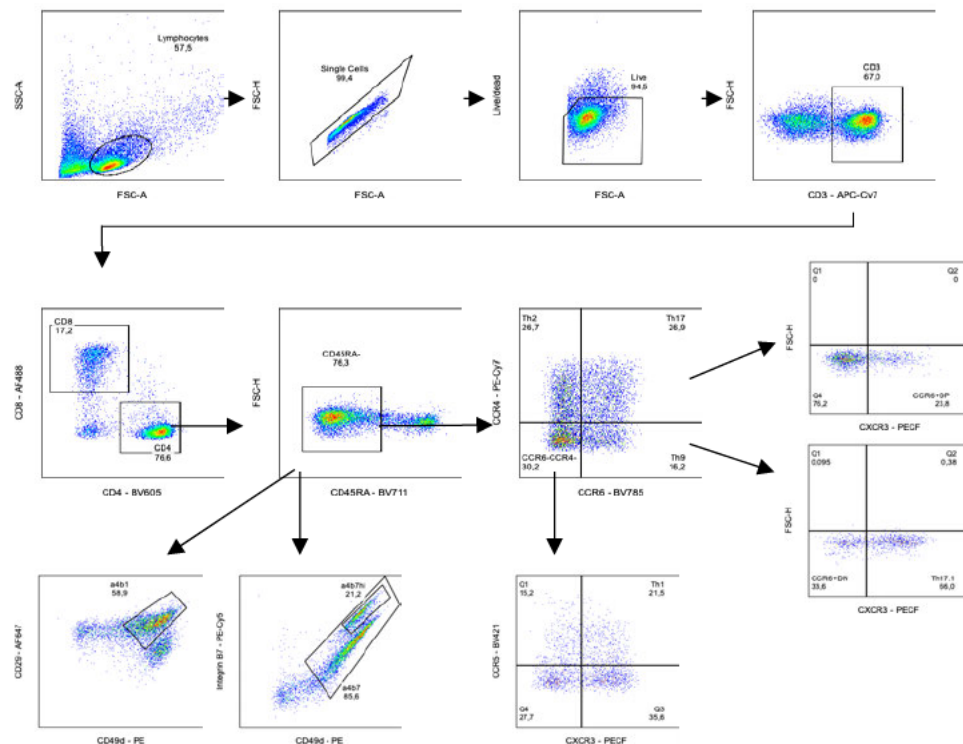 Lymphocytes
57,5
SSC-A
FSC-A
Single Cells
99,4
FSC-H
FSC-A
Live
94,6
Live/dead
FSC-A
CD3
67,0
FSC-H
CD3 - APC-Cy7
CD8
17,2
CD4
76,6
CD8 - AF488
CD4 - BV605
CD45RA-
76,3
FSC-H
CD45RA - BV711
Th2
26,7
Th17
26,9
CCR6-CCR4-
30,2
Th9
16,2
CCR4 - PE-Cy7
CCR6 - BV785
Q1
0
Q2
0
Q4
76,2
CCR6+SP
23,8
FSC-H
CXCR3 - PECF
Q1
0,095
Q2
0,38
CCR6+DN
33,6
Th17.1
66,0
FSC-H
CXCR3 - PECF
a4b1
58,9
CD29 - AF647
CD49d - PE
a4b7hi
21,2
a4b7
85,6
Integrin B7 - PE-Cy5
CD49d - PE
Q1
15,2
Th1
21,5
Q4
27,7
Q3
35,6
CCR5 - BV421
CXCR3 - PECF